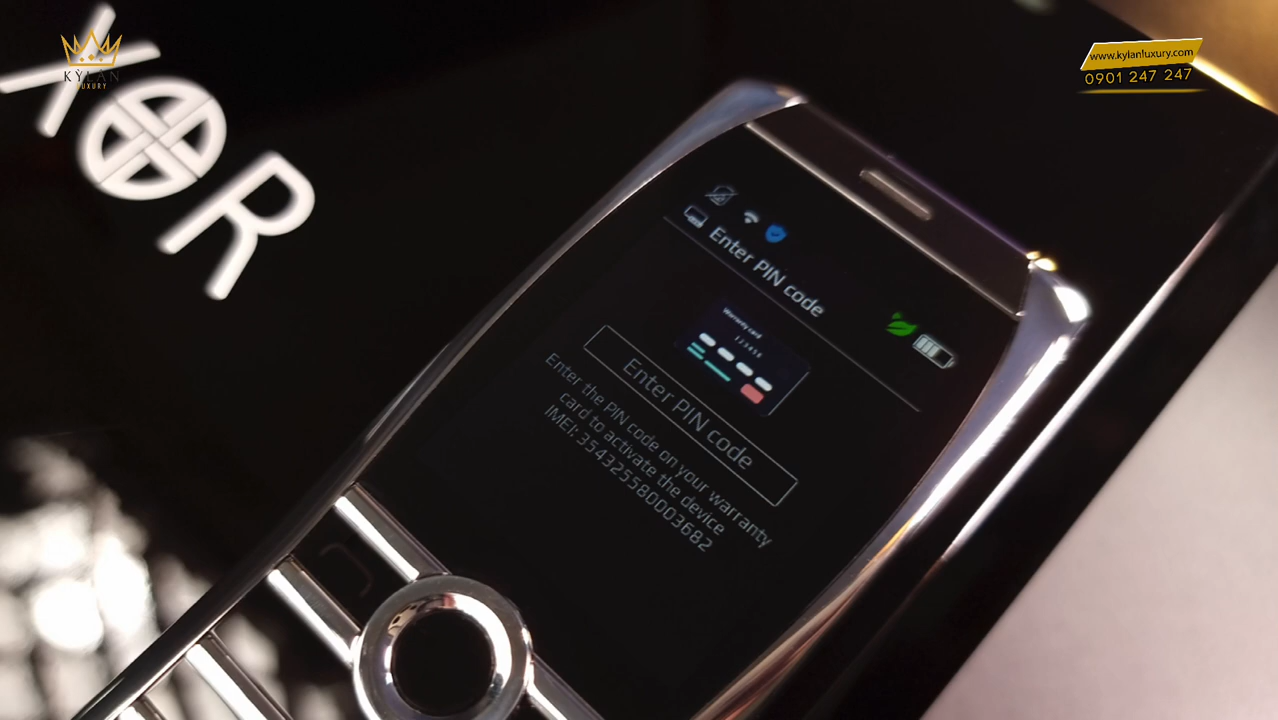 XOR
KỲLÂN
LUXURY
www.kylanluxury.com
0901 247 247
Enter PIN code
Warranty card
123456
Enter PIN code
Enter the PIN code on your warranty
card to activate the device
IMEI: 354325580003682